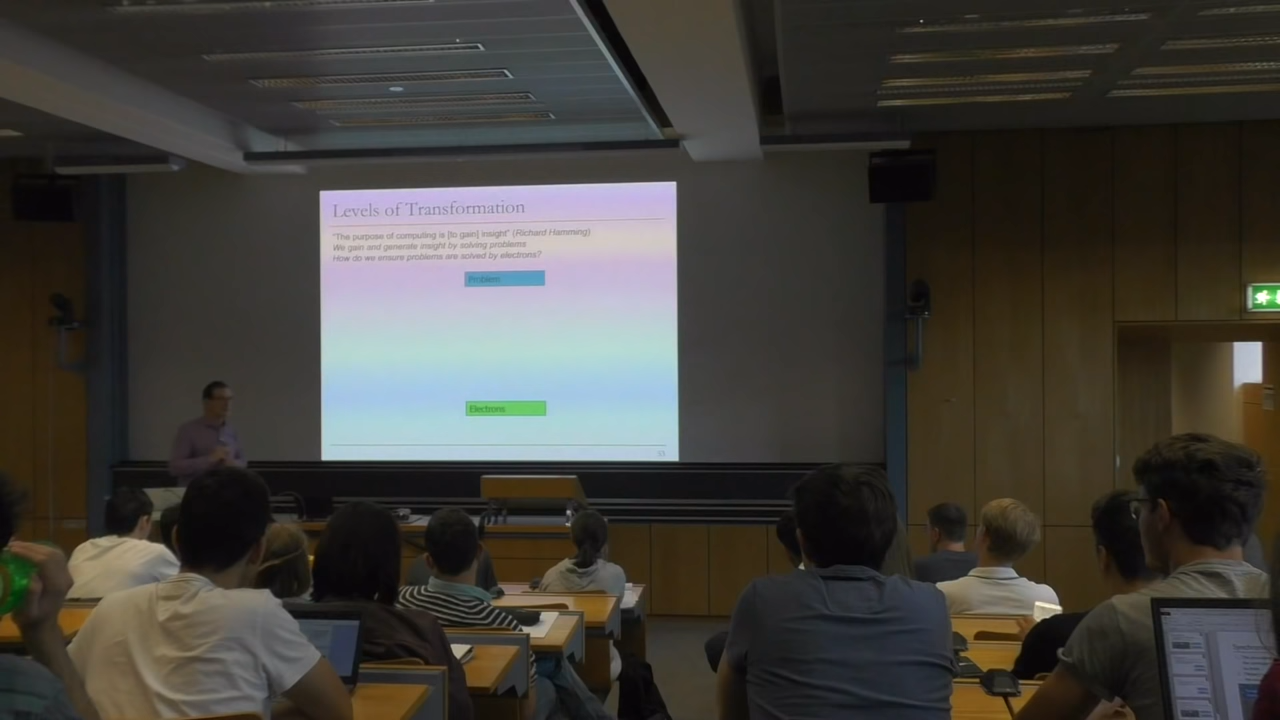 Levels of Transformation
"The purpose of computing is [to gain] insight" (Richard Hamming)
We gain and generate insight by solving problems
How do we ensure problems are solved by electrons?
Problem
Electrons